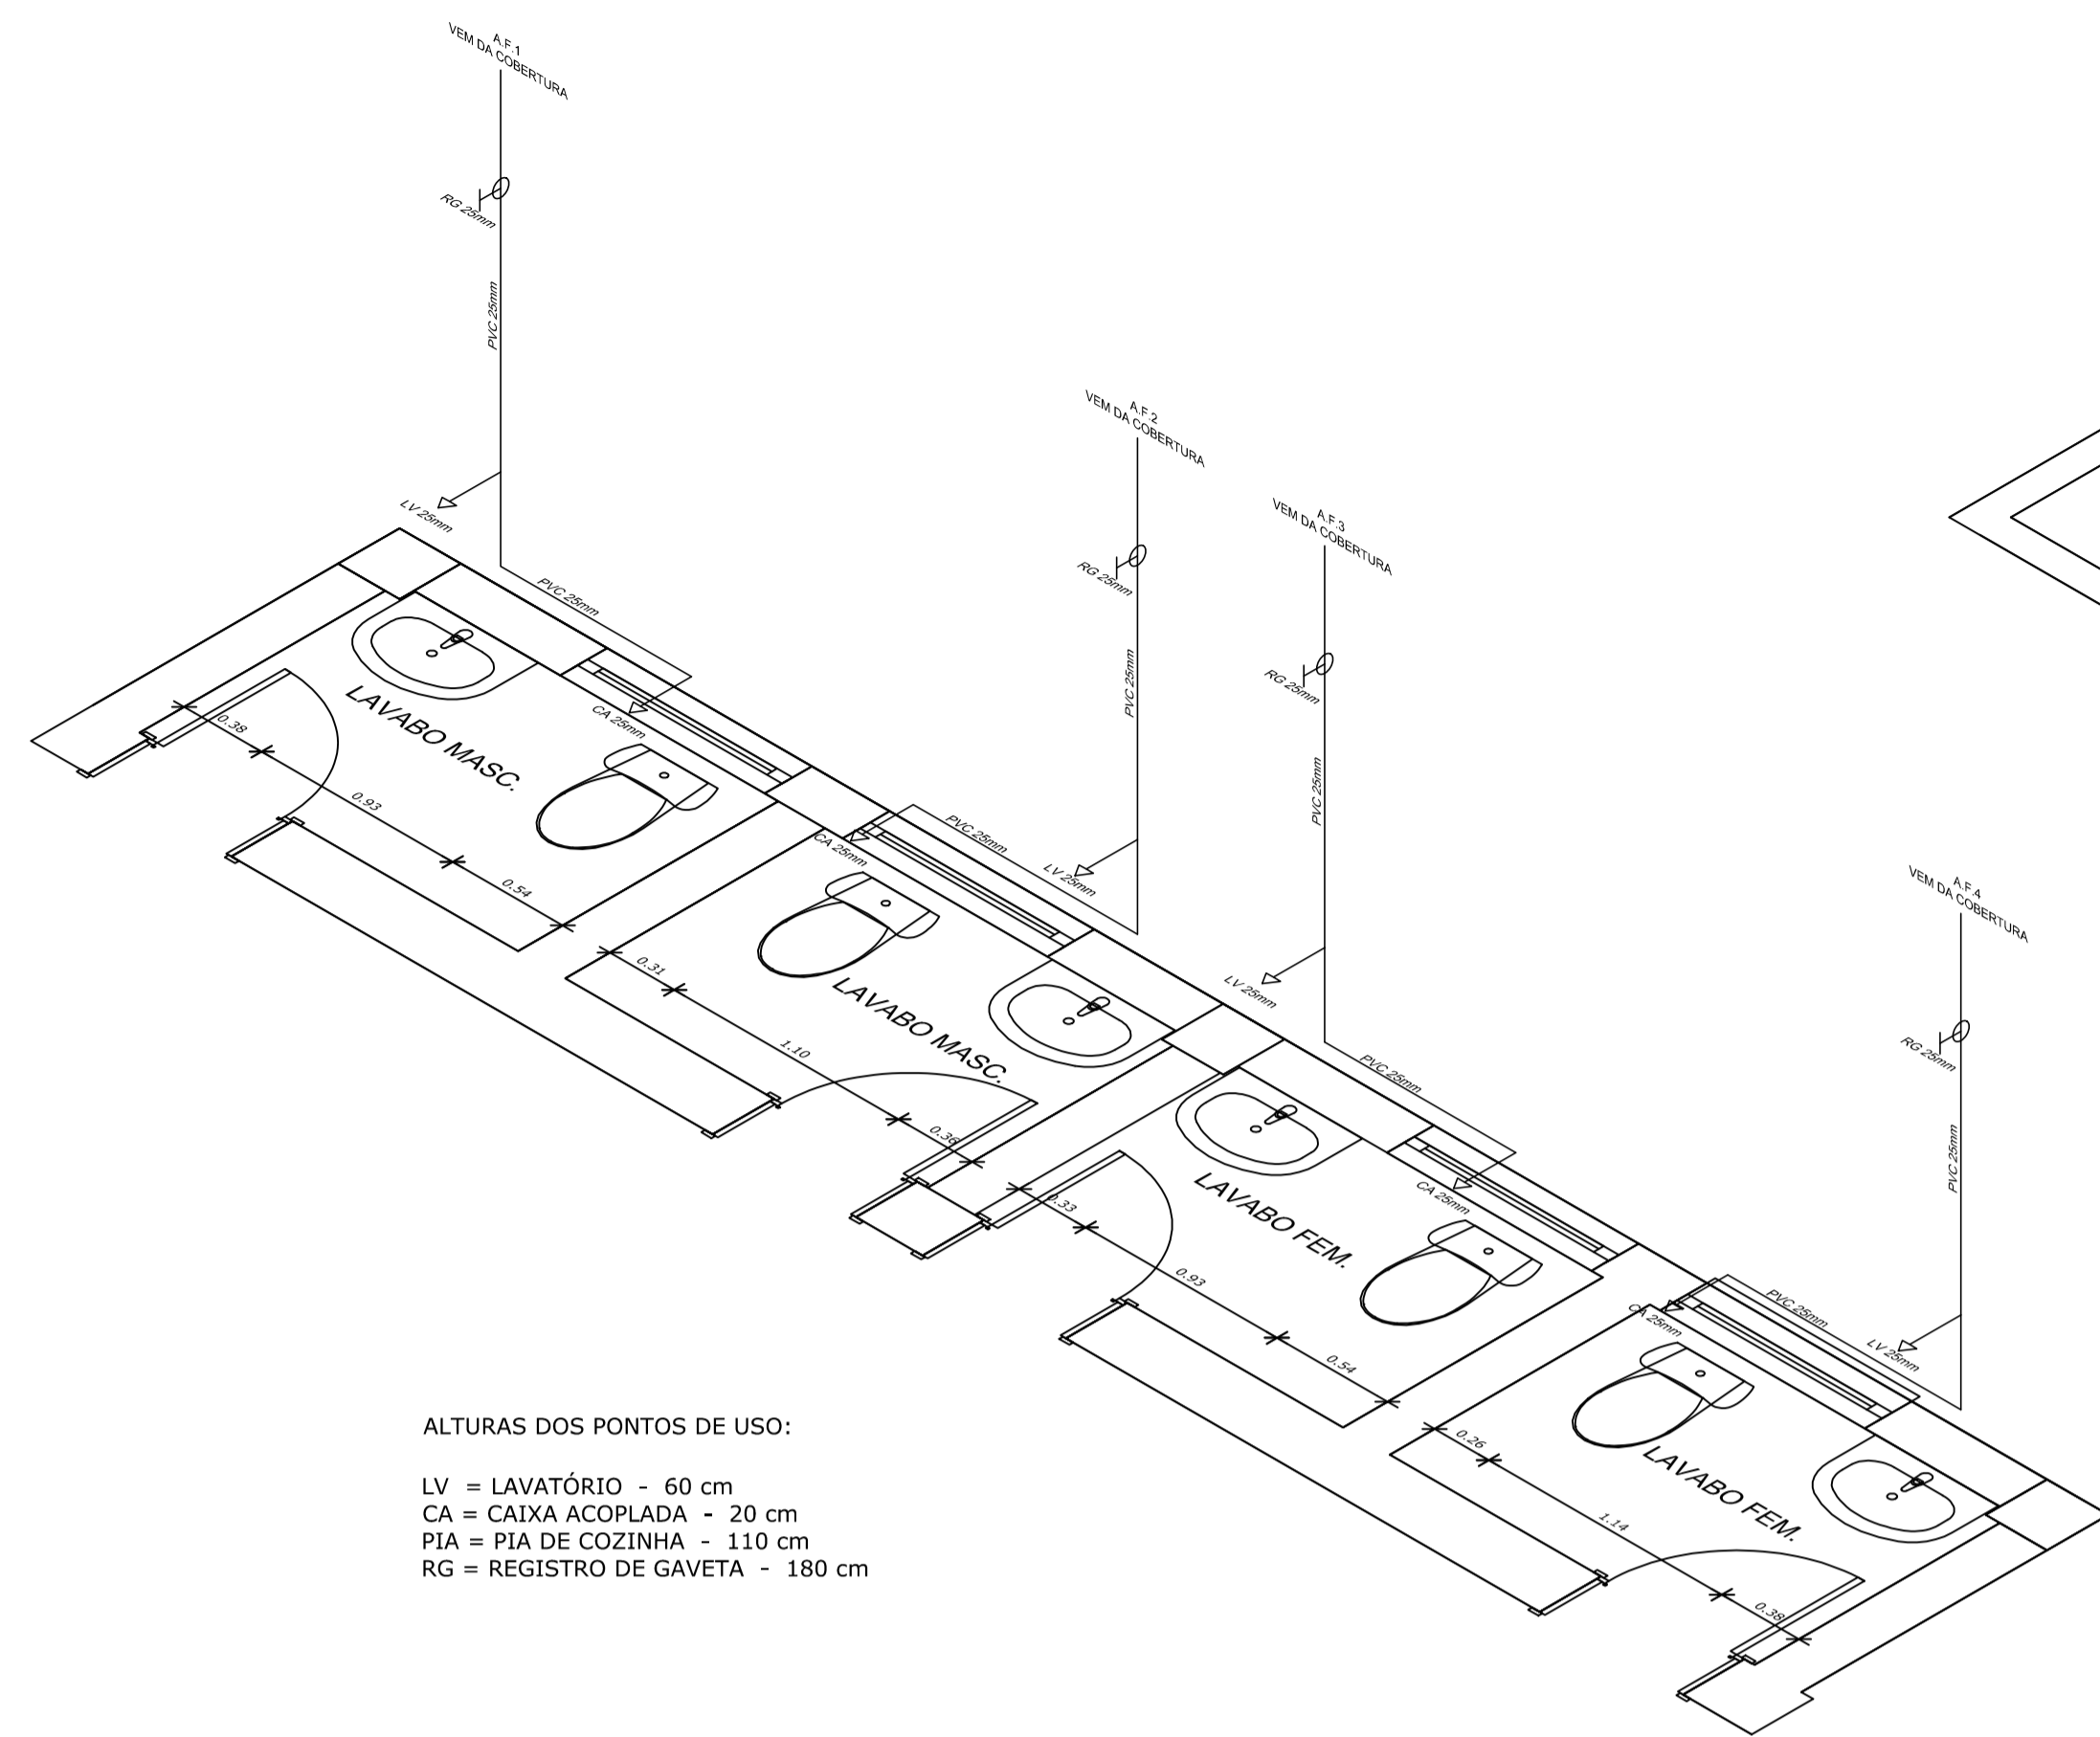 A.F.1
VEM DA COBERTURA
RG 25mm
PVC 25mm
LV 25mm
PVC 25mm
CA 25mm
LAVABO MASC.
0.38
0.93
0.54
A.F.2
VEM DA COBERTURA
RG 25mm
PVC 25mm
PVC 25mm
LV 25mm
CA 25mm
LAVABO MASC.
0.31
1.10
0.36
A.F.3
VEM DA COBERTURA
RG 25mm
PVC 25mm
LV 25mm
PVC 25mm
CA 25mm
LAVABO FEM.
0.33
0.93
0.54
A.F.4
VEM DA COBERTURA
RG 25mm
PVC 25mm
PVC 25mm
LV 25mm
CA 25mm
LAVABO FEM.
0.26
1.14
0.38
ALTURAS DOS PONTOS DE USO:
LV = LAVATÓRIO - 60 cm
CA = CAIXA ACOPLADA - 20 cm
PIA = PIA DE COZINHA - 110 cm
RG = REGISTRO DE GAVETA - 180 cm